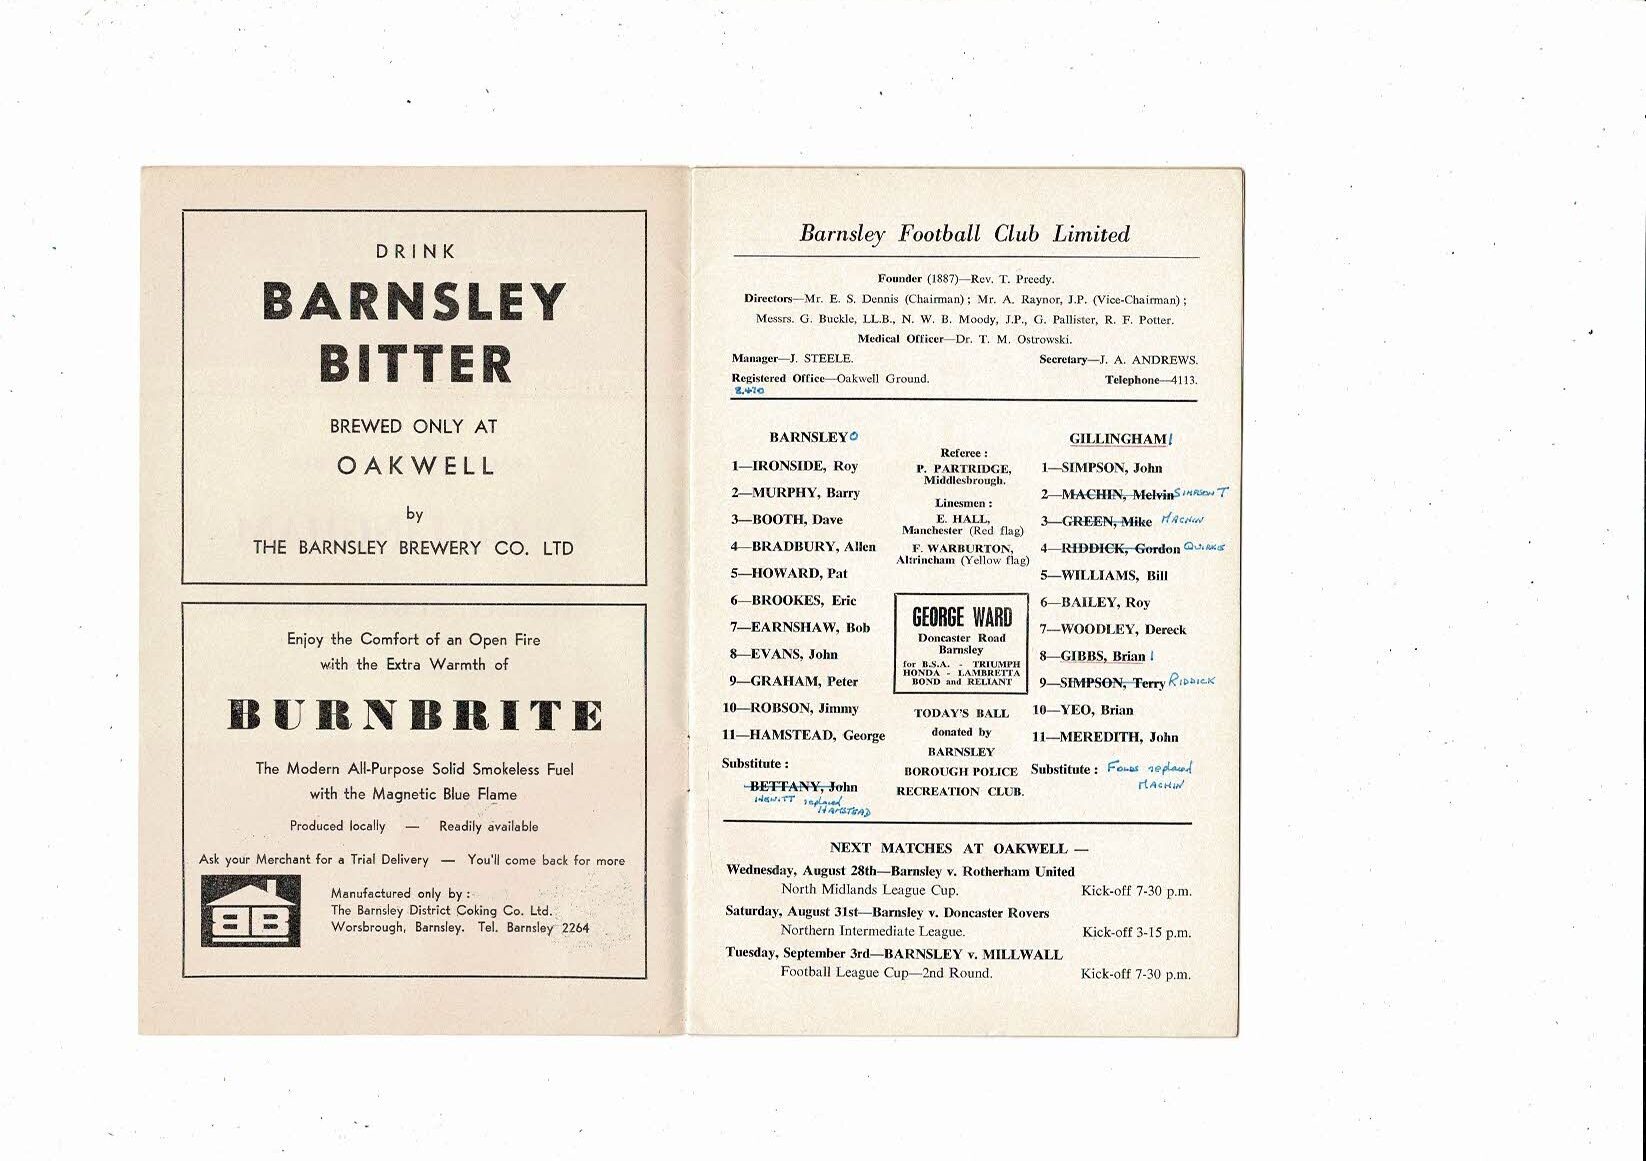 DRINK
BARNSLEY
BITTER
BREWED ONLY AT
OAKWELL
by
THE BARNSLEY BREWERY CO. LTD
Enjoy the Comfort of an Open Fire
with the Extra Warmth of
BURNBRITE
The Modern All-Purpose Solid Smokeless Fuel
with the Magnetic Blue Flame
Produced locally — Readily available
Ask your Merchant for a Trial Delivery — You'll come back for more
BB
Manufactured only by :
The Barnsley District Coking Co. Ltd.
Worsbrough, Barnsley. Tel. Barnsley 2264
Barnsley Football Club Limited
Founder (1887)—Rev. T. Preedy.
Directors—Mr. E. S. Dennis (Chairman) ; Mr. A. Raynor, J.P. (Vice-Chairman) ;
Messrs. G. Buckle, LL.B., N. W. B. Moody, J.P., G. Pallister, R. F. Potter.
Medical Officer—Dr. T. M. Ostrowski.
Manager—J. STEELE. Secretary—J. A. ANDREWS.
Registered Office—Oakwell Ground. Telephone—4113.
8,470
BARNSLEY 0
1—IRONSIDE, Roy
2—MURPHY, Barry
3—BOOTH, Dave
4—BRADBURY, Allen
5—HOWARD, Pat
6—BROOKES, Eric
7—EARNSHAW, Bob
8—EVANS, John
9—GRAHAM, Peter
10—ROBSON, Jimmy
11—HAMSTEAD, George
Substitute :
BETTANY, John
HEWITT replaced
HAMSTEAD
Referee :
P. PARTRIDGE,
Middlesbrough.
Linesmen :
E. HALL,
Manchester (Red flag)
F. WARBURTON,
Altrincham (Yellow flag)
GEORGE WARD
Doncaster Road
Barnsley
for B.S.A. - TRIUMPH
HONDA - LAMBRETTA
BOND and RELIANT
TODAY'S BALL
donated by
BARNSLEY
BOROUGH POLICE
RECREATION CLUB.
GILLINGHAM 1
1—SIMPSON, John
2—MACHIN, Melvin SIMPSON T
3—GREEN, Mike MACHIN
4—RIDDICK, Gordon QUIRKE
5—WILLIAMS, Bill
6—BAILEY, Roy
7—WOODLEY, Dereck
8—GIBBS, Brian 1
9—SIMPSON, Terry RIDDICK
10—YEO, Brian
11—MEREDITH, John
Substitute : replaced
MACHIN
NEXT MATCHES AT OAKWELL —
Wednesday, August 28th—Barnsley v. Rotherham United
North Midlands League Cup. Kick-off 7-30 p.m.
Saturday, August 31st—Barnsley v. Doncaster Rovers
Northern Intermediate League. Kick-off 3-15 p.m.
Tuesday, September 3rd—BARNSLEY v. MILLWALL
Football League Cup—2nd Round. Kick-off 7-30 p.m.